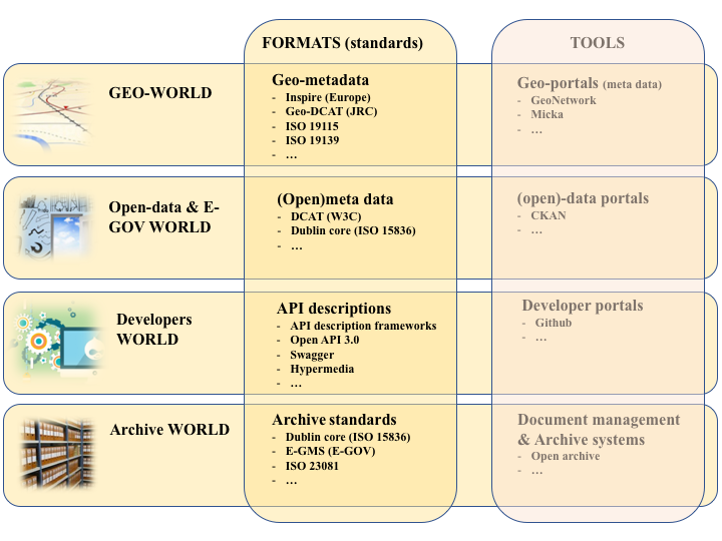 FORMATS (standards)
TOOLS
GEO-WORLD
Geo-metadata
- Inspire (Europe)
- Geo-DCAT (JRC)
- ISO 19115
- ISO 19139
- …
Geo-portals (meta data)
- GeoNetwork
- Micka
- …
Open-data & E-
GOV WORLD
(Open)meta data
- DCAT (W3C)
- Dublin core (ISO 15836)
- …
(open)-data portals
- CKAN
- …
Developers
WORLD
API descriptions
- API description frameworks
- Open API 3.0
- Swagger
- Hypermedia
- …
Developer portals
- Github
- …
Archive WORLD
Archive standards
- Dublin core (ISO 15836)
- E-GMS (E-GOV)
- ISO 23081
- …
Document management
& Archive systems
- Open archive
- …